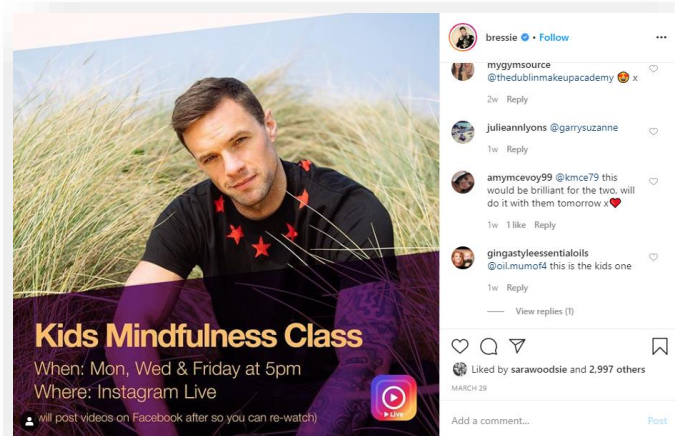 bressie • Follow
mygymsource
@thedublinmakeupacademy 😍 x
2w Reply
julieannlyons @garrysuzanne
1w Reply
amymcevoy99 @kmce79 this
would be brilliant for the two, will
do it with them tomorrow x❤️
1w 1 like Reply
gingastyleessentialoils
@oil.mumof4 this is the kids one
1w Reply
View replies (1)
Kids Mindfulness Class
When: Mon, Wed & Friday at 5pm
Where: Instagram Live
will post videos on Facebook after so you can re-watch)
Live
Liked by sarawoodsie and 2,997 others
MARCH 29
Add a comment... Post